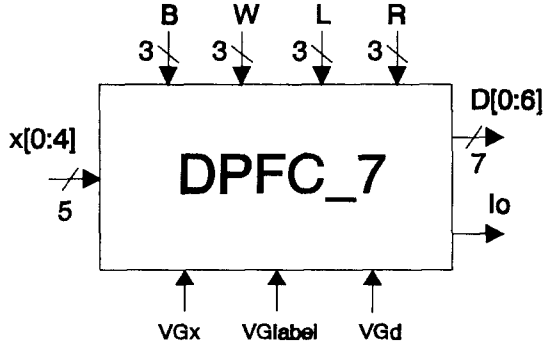 B W L R
3 3 3 3
D[0:6]
x[0:4]
DPFC_7
7
5
Io
VGx VGlabel VGd